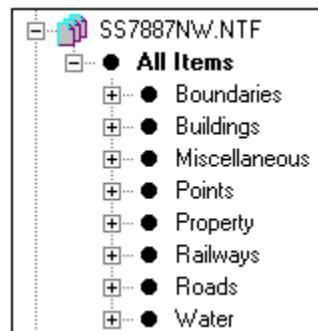 SS7887NW.NTF
All Items
Boundaries
Buildings
Miscellaneous
Points
Property
Railways
Roads
Water